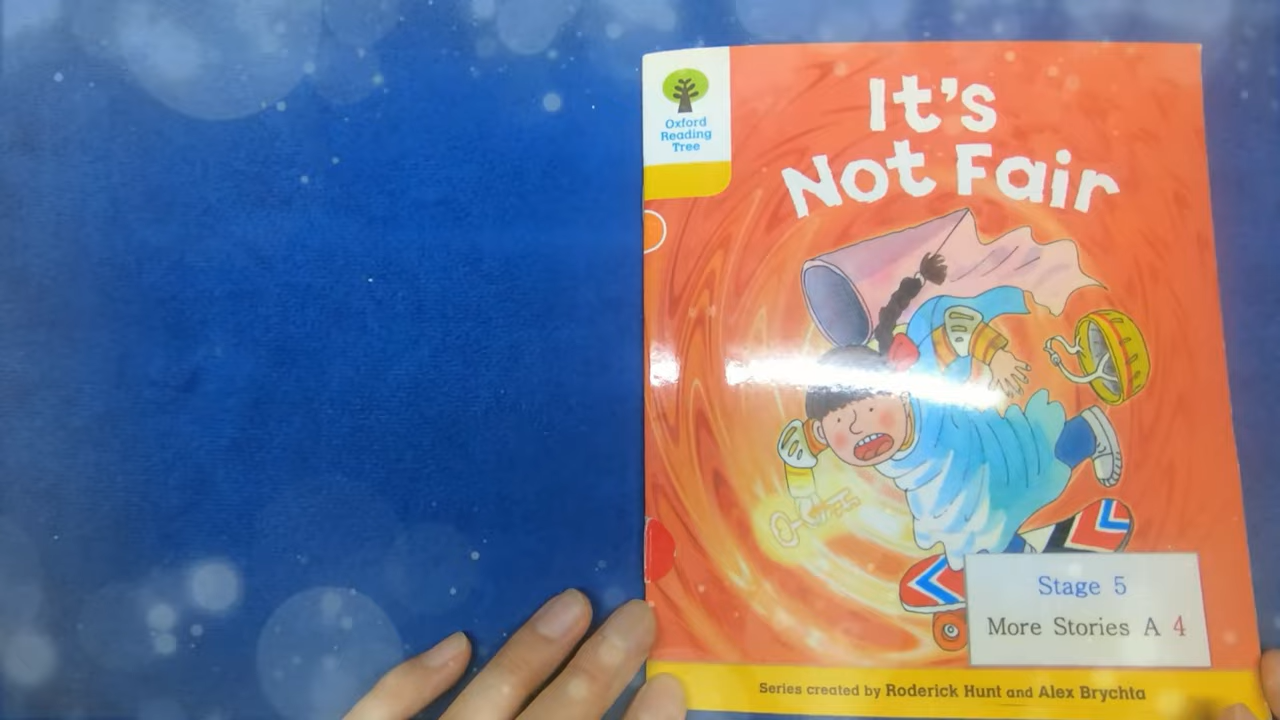 Oxford
Reading
Tree
It's
Not Fair
Stage 5
More Stories A 4
Series created by Roderick Hunt and Alex Brychta